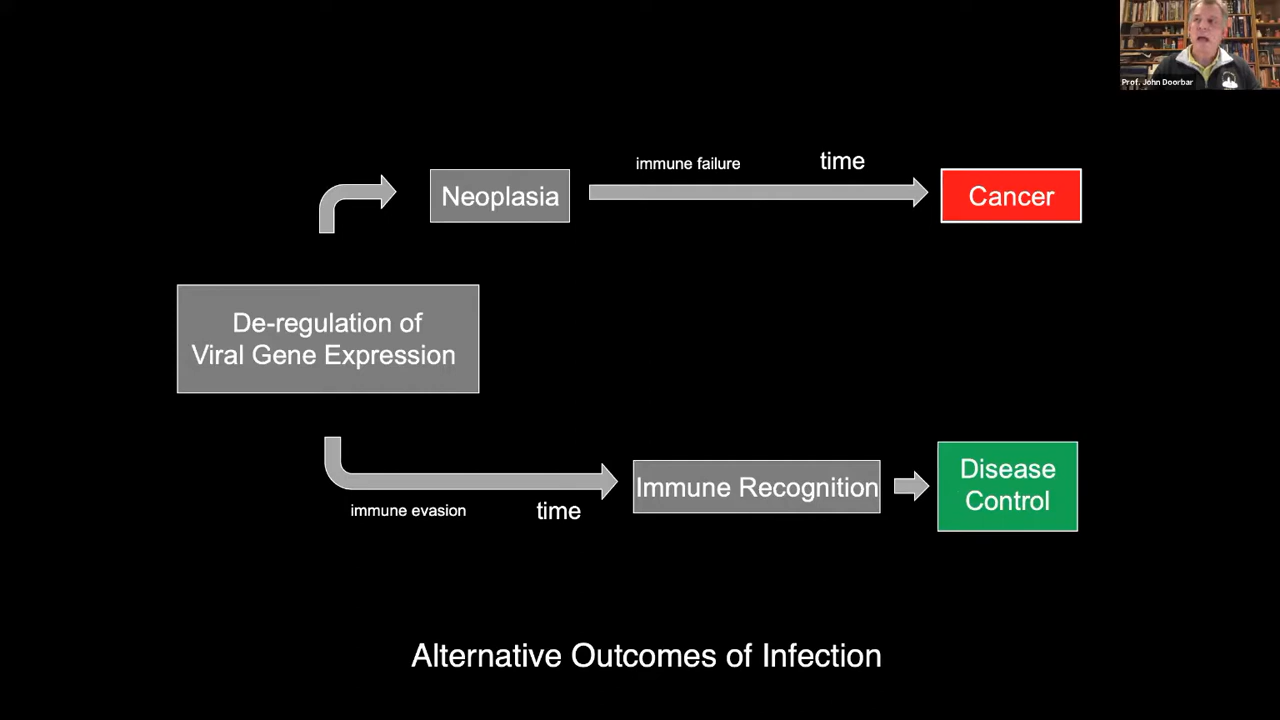 Prof. John Doorbar
immune failure
time
Neoplasia
Cancer
De-regulation of
Viral Gene Expression
immune evasion
time
Immune Recognition
Disease
Control
Alternative Outcomes of Infection